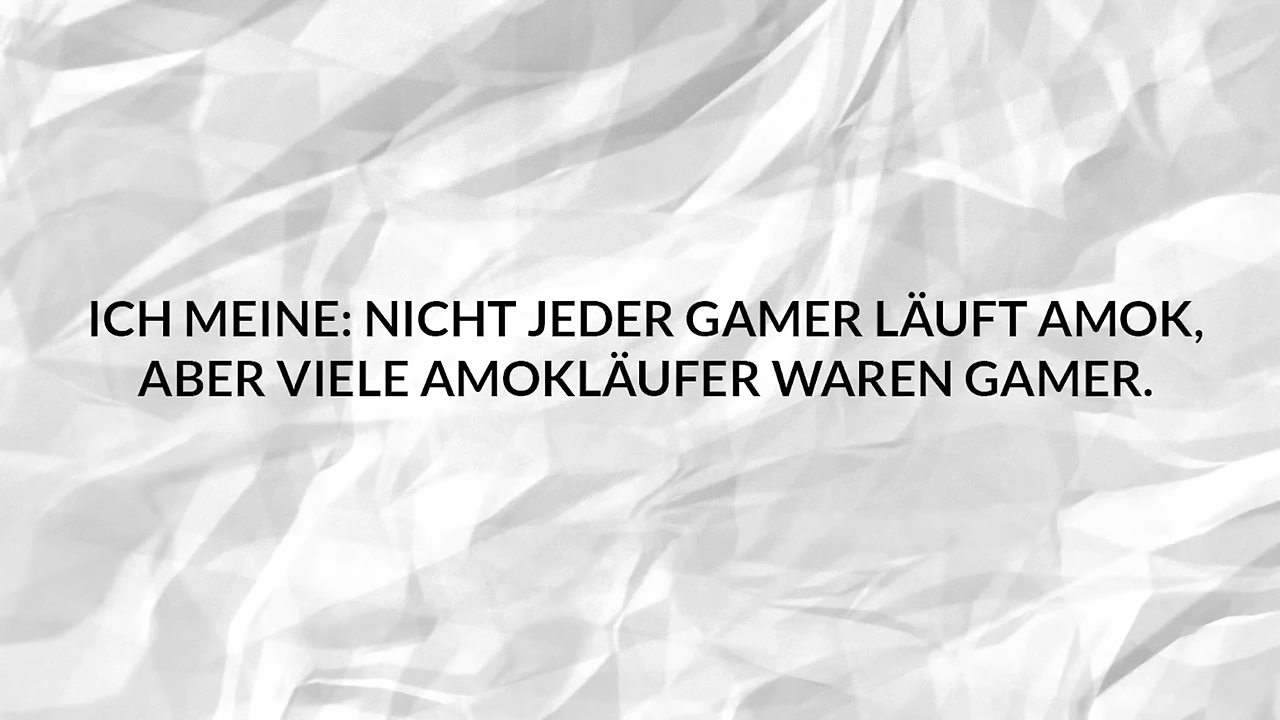 ICH MEINE: NICHT JEDER GAMER LÄUFT AMOK,
ABER VIELE AMOKLÄUFER WAREN GAMER.